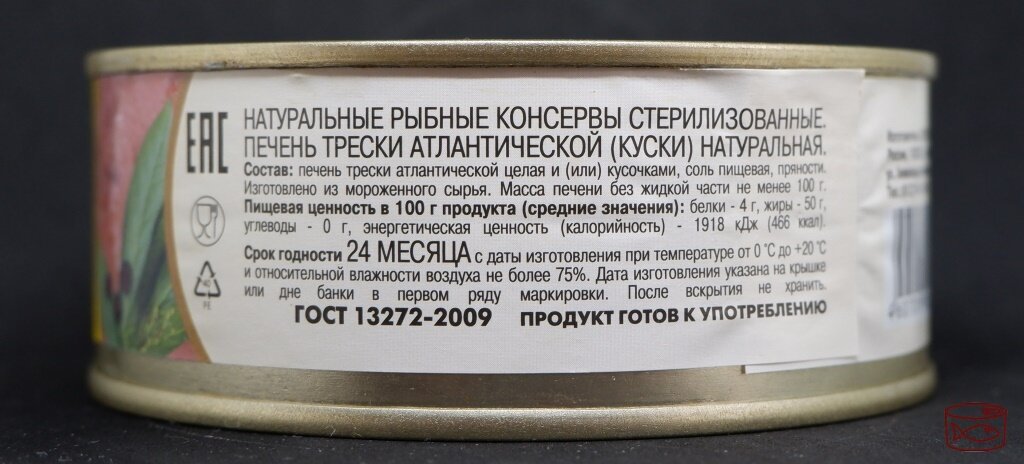 ЕАС
НАТУРАЛЬНЫЕ РЫБНЫЕ КОНСЕРВЫ СТЕРИЛИЗОВАННЫЕ.
ПЕЧЕНЬ ТРЕСКИ АТЛАНТИЧЕСКОЙ (КУСКИ) НАТУРАЛЬНАЯ.
Состав: печень трески атлантической целая и (или) кусочками, соль пищевая, пряности.
Изготовлено из мороженного сырья. Масса печени без жидкой части не менее 100 г.
Пищевая ценность в 100 г продукта (средние значения): белки - 4 г, жиры - 50 г,
углеводы - 0 г, энергетическая ценность (калорийность) - 1918 кДж (466 ккал).
Срок годности 24 МЕСЯЦА с даты изготовления при температуре от 0 °С до +20 °С
и относительной влажности воздуха не более 75%. Дата изготовления указана на крышке
или дне банки в первом ряду маркировки. После вскрытия не хранить.
ГОСТ 13272-2009 ПРОДУКТ ГОТОВ К УПОТРЕБЛЕНИЮ